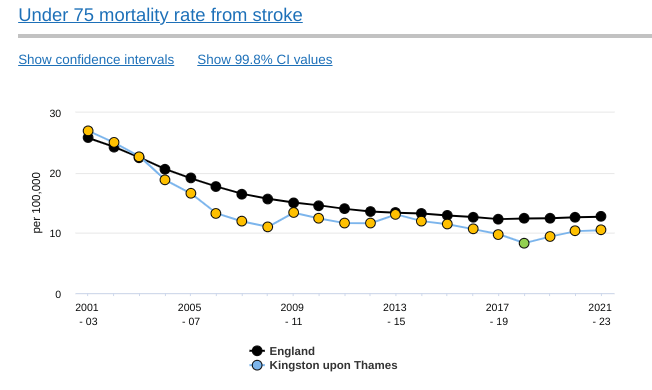 Under 75 mortality rate from stroke
Show confidence intervals Show 99.8% CI values
30
20
10
0
per 100,000
2001 2005 2009 2013 2017 2021
- 03 - 07 - 11 - 15 - 19 - 23
England
Kingston upon Thames